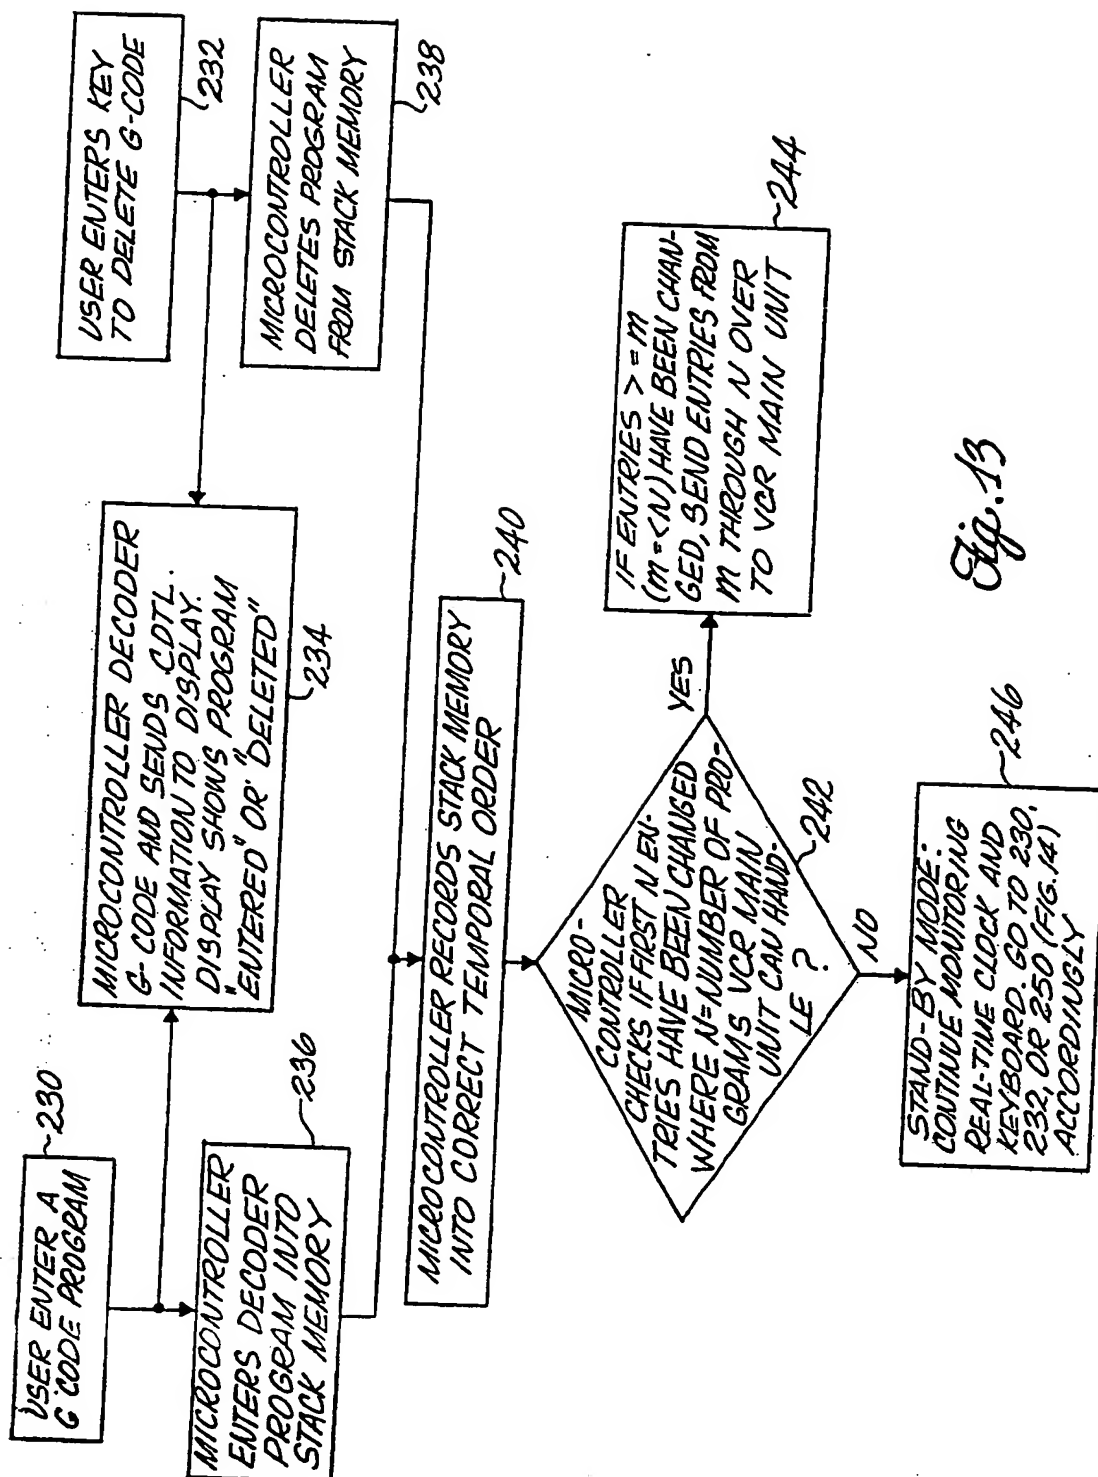 USER ENTER A
G CODE PROGRAM
230
USER ENTERS KEY
TO DELETE G-CODE
232
MICROCONTROLLER DECODER
G-CODE AND SENDS CDTL.
INFORMATION TO DISPLAY.
DISPLAY SHOWS PROGRAM
"ENTERED" OR "DELETED"
234
MICROCONTROLLER
ENTERS DECODER
PROGRAM INTO
STACK MEMORY
236
MICROCONTROLLER
DELETES PROGRAM
FROM STACK MEMORY
238
MICROCONTROLLER RECORDS STACK MEMORY
INTO CORRECT TEMPORAL ORDER
240
MICRO-
CONTROLLER
CHECKS IF FIRST N EN-
TRIES HAVE BEEN CHANGED
WHERE N=NUMBER OF PRO-
GRAMS VCR MAIN
UNIT CAN HAND-
LE ?
242
YES
NO
IF ENTRIES >=M
(M=<N) HAVE BEEN CHAN-
GED, SEND ENTRIES FROM
M THROUGH N OVER
TO VCR MAIN UNIT
244
STAND-BY MODE:
CONTINUE MONITORING
REAL-TIME CLOCK AND
KEYBOARD. GO TO 230,
232, OR 250 (FIG.14)
ACCORDINGLY
246
Fig. 13